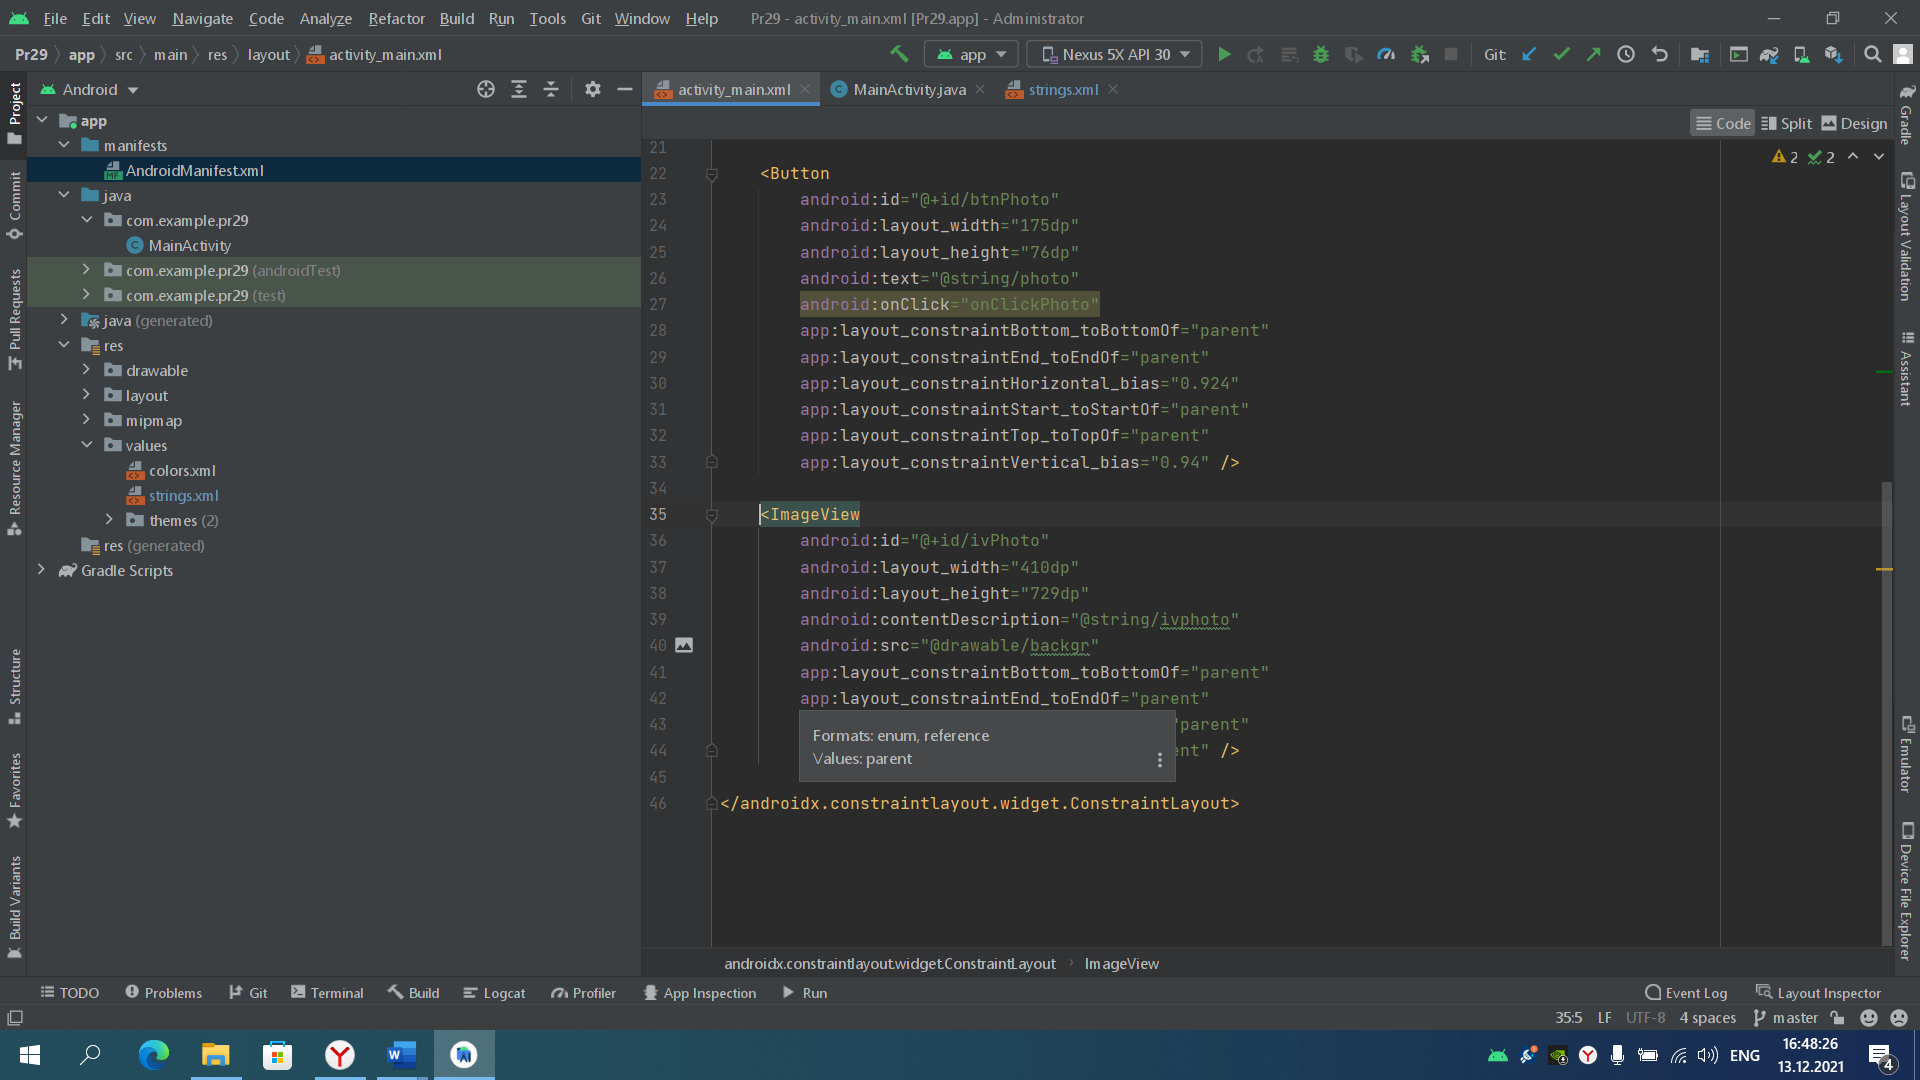 File Edit View Navigate Code Analyze Refactor Build Run Tools Git Window Help Pr29 - activity_main.xml [Pr29.app] - Administrator
Pr29 app src main res layout activity_main.xml app Nexus 5X API 30 Git:
Project
Commit
Pull Requests
Resource Manager
Structure
Favorites
Build Variants
Android
app
manifests
AndroidManifest.xml
java
com.example.pr29
MainActivity
com.example.pr29 (androidTest)
com.example.pr29 (test)
java (generated)
res
drawable
layout
mipmap
values
colors.xml
strings.xml
themes (2)
res (generated)
Gradle Scripts
activity_main.xml MainActivity.java strings.xml
Code Split Design
2 2
21
22 <Button
23 android:id="@+id/btnPhoto"
24 android:layout_width="175dp"
25 android:layout_height="76dp"
26 android:text="@string/photo"
27 android:onClick="onClickPhoto"
28 app:layout_constraintBottom_toBottomOf="parent"
29 app:layout_constraintEnd_toEndOf="parent"
30 app:layout_constraintHorizontal_bias="0.924"
31 app:layout_constraintStart_toStartOf="parent"
32 app:layout_constraintTop_toTopOf="parent"
33 app:layout_constraintVertical_bias="0.94" />
34
35 <ImageView
36 android:id="@+id/ivPhoto"
37 android:layout_width="410dp"
38 android:layout_height="729dp"
39 android:contentDescription="@string/ivphoto"
40 android:src="@drawable/backgr"
41 app:layout_constraintBottom_toBottomOf="parent"
42 app:layout_constraintEnd_toEndOf="parent"
43 "parent"
44 ent" />
Formats: enum, reference
Values: parent
45
46 </androidx.constraintlayout.widget.ConstraintLayout>
androidx.constraintlayout.widget.ConstraintLayout ImageView
Gradle
Layout Validation
Assistant
Emulator
Device File Explorer
TODO Problems Git Terminal Build Logcat Profiler App Inspection Run Event Log Layout Inspector
35:5 LF UTF-8 4 spaces master
ENG 16:48:26
13.12.2021
4